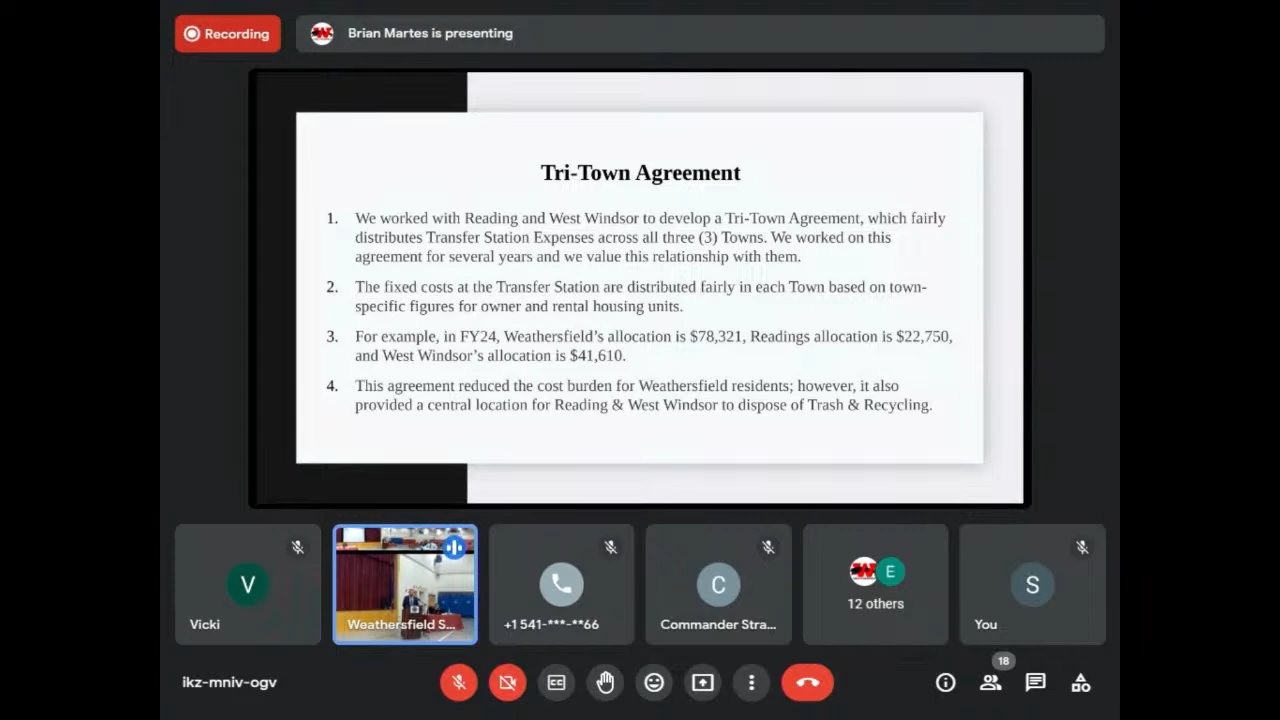 Recording
Brian Martes is presenting
Tri-Town Agreement
1. We worked with Reading and West Windsor to develop a Tri-Town Agreement, which fairly
distributes Transfer Station Expenses across all three (3) Towns. We worked on this
agreement for several years and we value this relationship with them.
2. The fixed costs at the Transfer Station are distributed fairly in each Town based on town-
specific figures for owner and rental housing units.
3. For example, in FY24, Weathersfield’s allocation is $78,321, Readings allocation is $22,750,
and West Windsor’s allocation is $41,610.
4. This agreement reduced the cost burden for Weathersfield residents; however, it also
provided a central location for Reading & West Windsor to dispose of Trash & Recycling.
V
Vicki
Weathersfield S...
+1 541-***-**66
C
Commander Stra...
W E
12 others
S
You
ikz-mniv-ogv
CC
18